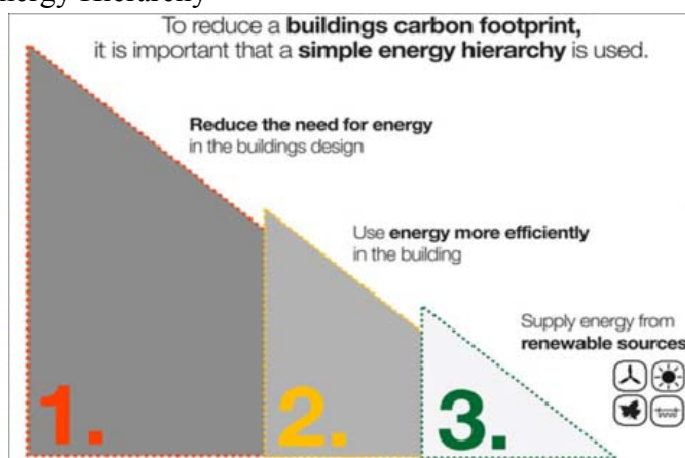 To reduce a buildings carbon footprint,
it is important that a simple energy hierarchy is used.
Reduce the need for energy
in the buildings design
Use energy more efficiently
in the building
Supply energy from
renewable sources
1.
2.
3.